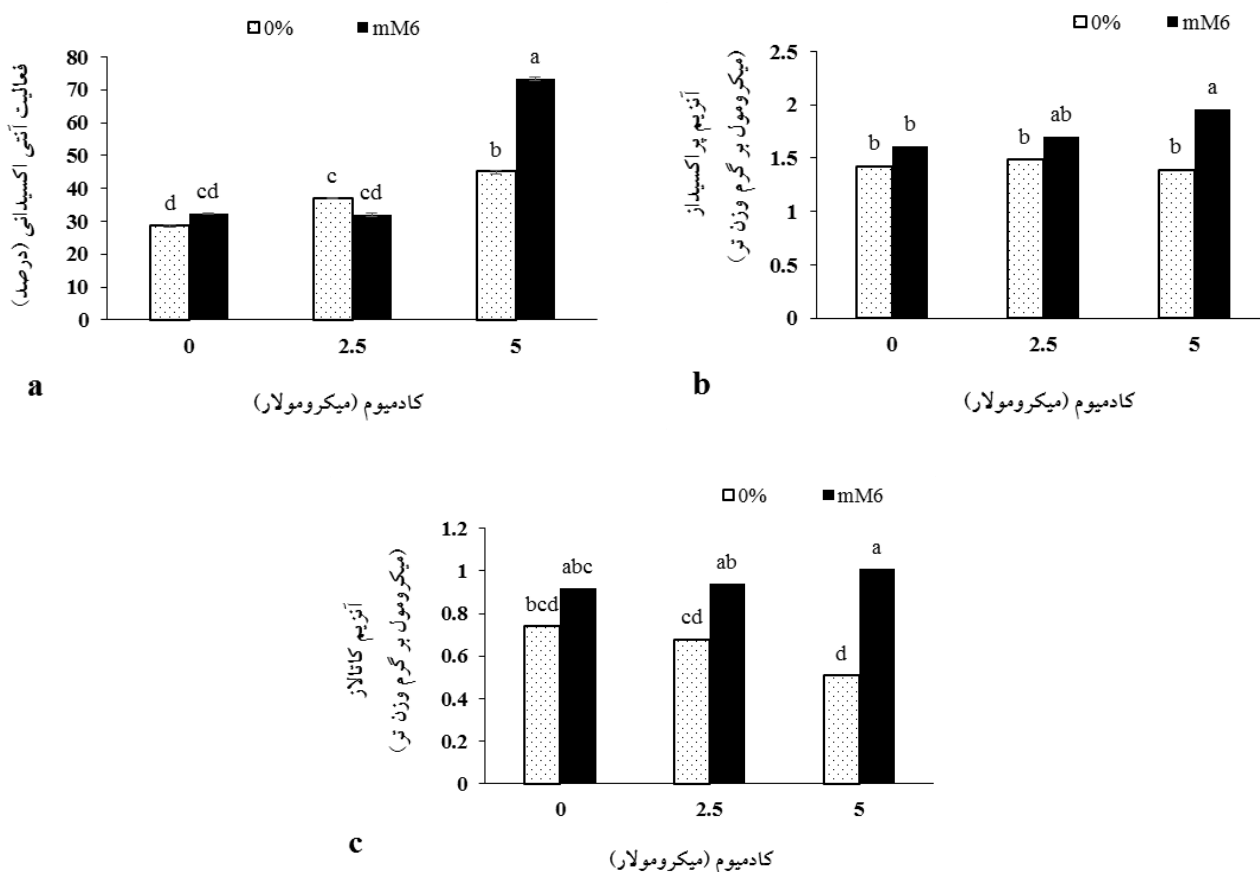 0% mM6
فعالیت آنتی اکسیدانی (درصد)
80
70
60
50
40
30
20
10
0
d cd c cd b a
0 2.5 5
کادمیوم (میکرومولار)
a
0% mM6
آنزیم پراکسیداز
(میکرومول بر گرم وزن تر)
2.5
2
1.5
1
0.5
0
b b b ab b a
0 2.5 5
کادمیوم (میکرومولار)
b
0% mM6
آنزیم کاتالاز
(میکرومول بر گرم وزن تر)
1.2
1
0.8
0.6
0.4
0.2
0
bcd abc cd ab d a
0 2.5 5
کادمیوم (میکرومولار)
c